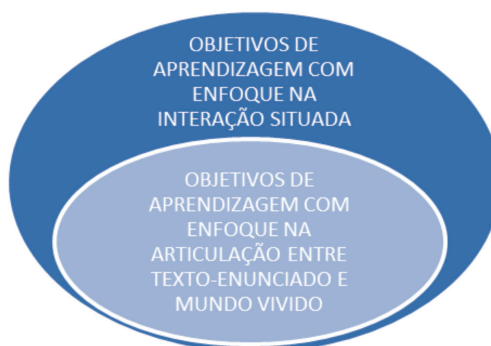 OBJETIVOS DE
APRENDIZAGEM COM
ENFOQUE NA
INTERAÇÃO SITUADA
OBJETIVOS DE
APRENDIZAGEM COM
ENFOQUE NA
ARTICULAÇÃO ENTRE
TEXTO-ENUNCIADO E
MUNDO VIVIDO